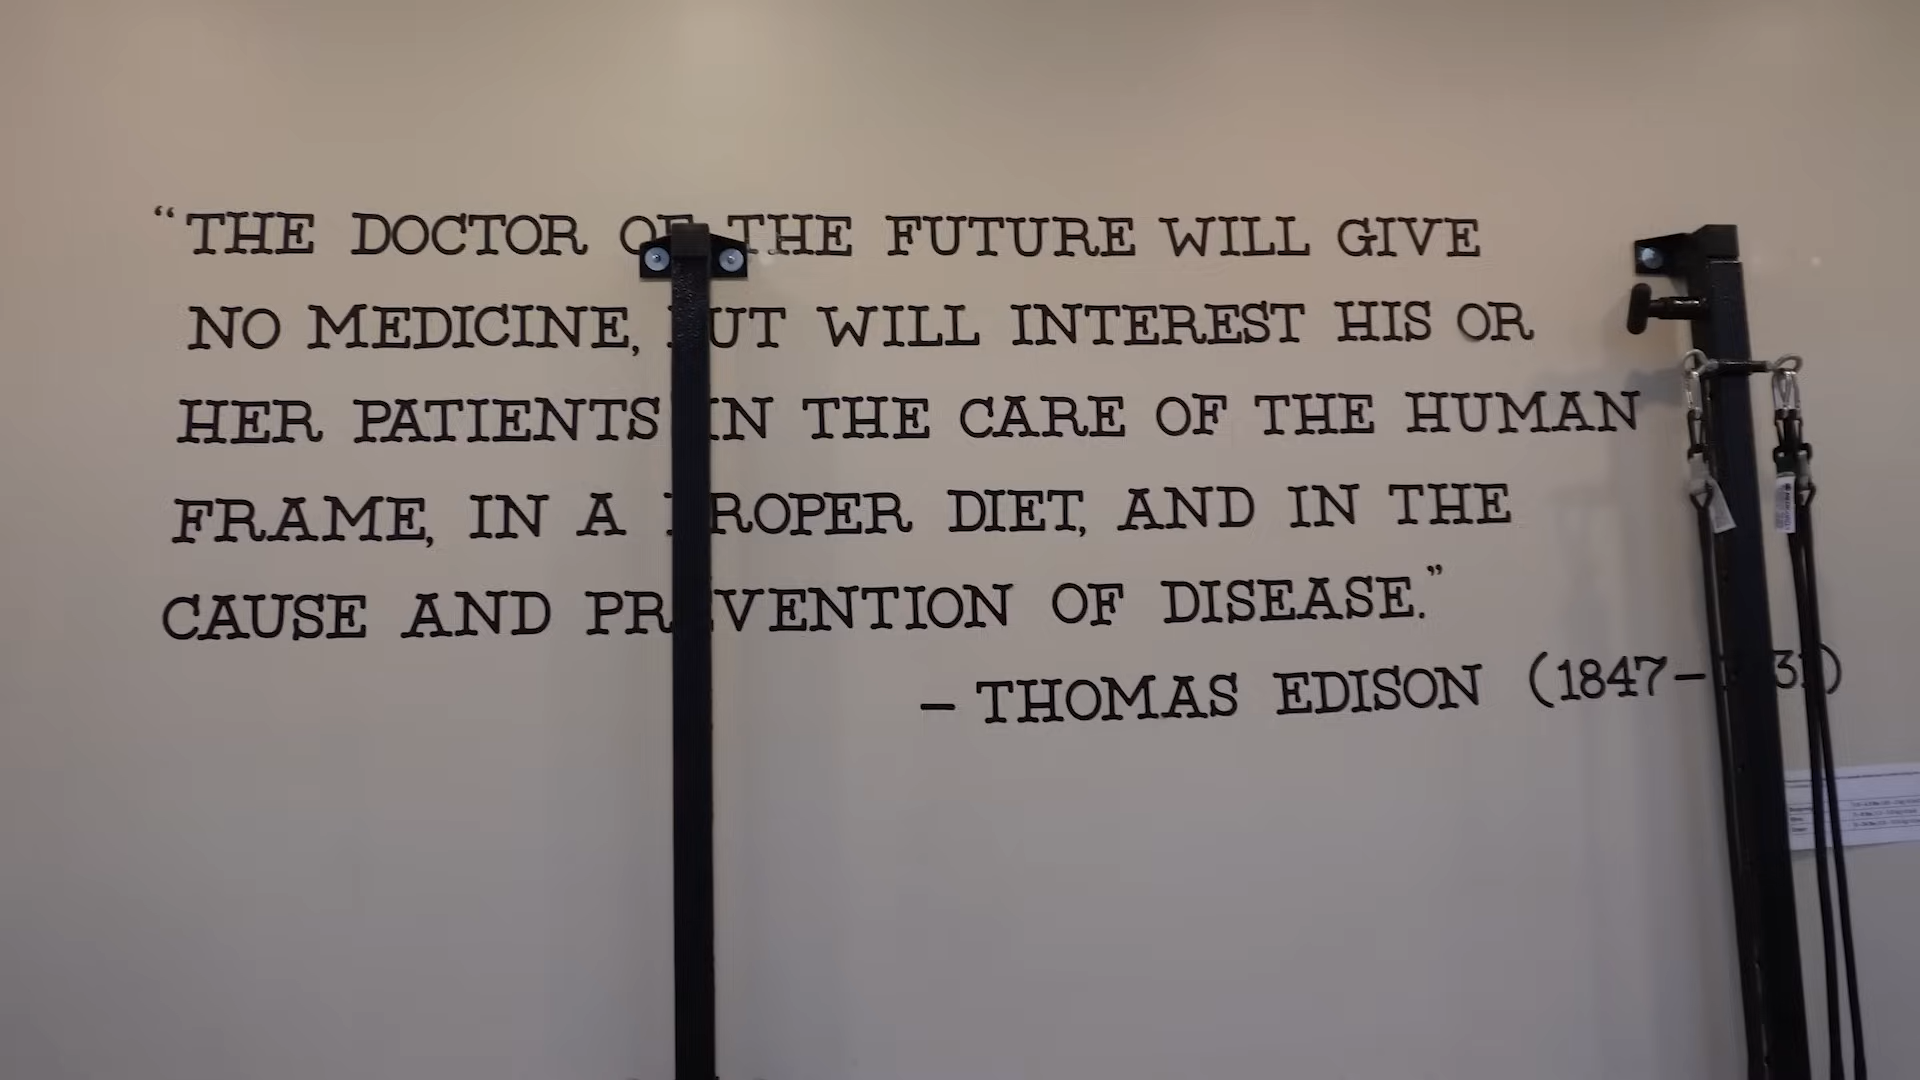 “THE DOCTOR OF THE FUTURE WILL GIVE
NO MEDICINE, BUT WILL INTEREST HIS OR
HER PATIENTS IN THE CARE OF THE HUMAN
FRAME, IN A PROPER DIET, AND IN THE
CAUSE AND PREVENTION OF DISEASE.”
– THOMAS EDISON (1847–1931)